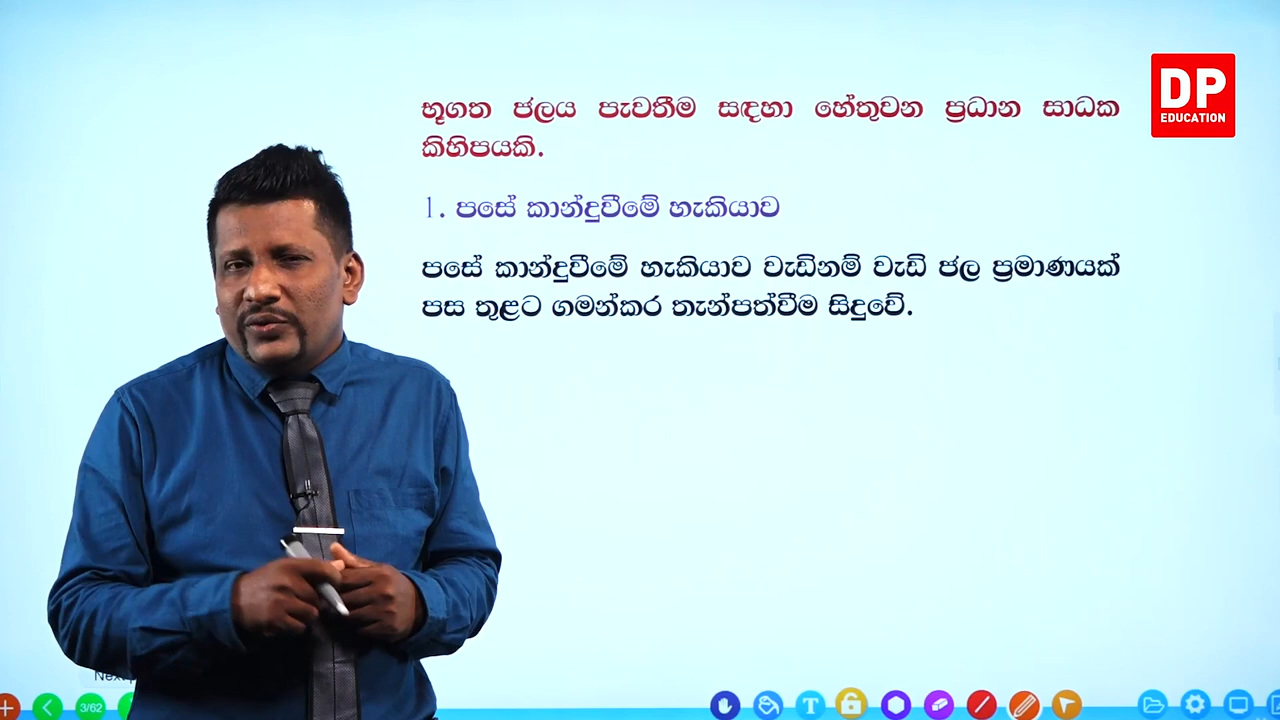 DP
EDUCATION
භූගත ජලය පැවතීම සඳහා හේතුවන ප්‍රධාන සාධක
කිහිපයකි.
1. පසේ කාන්දුවීමේ හැකියාව
පසේ කාන්දුවීමේ හැකියාව වැඩිනම් වැඩි ජල ප්‍රමාණයක්
පස තුළට ගමන්කර තැන්පත්වීම සිදුවේ.
3/62